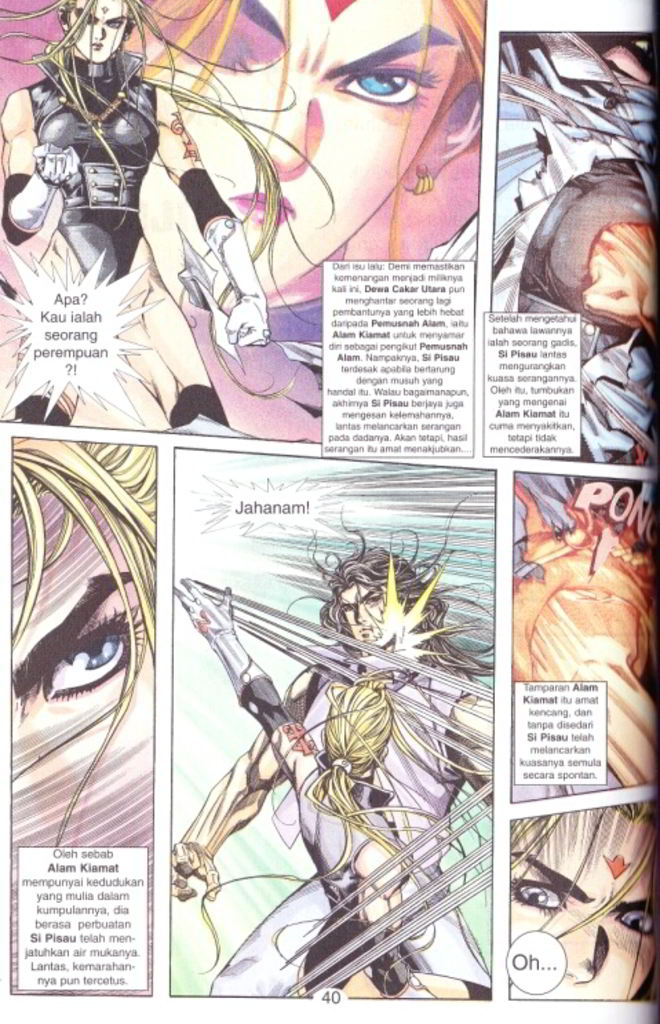 Apa?
Kau ialah
seorang
perempuan
?!
Dari isu lalu: Demi memastikan
kemenangan menjadi miliknya
kali ini, Dewa Cakar Utara pun
menghantar seorang lagi
pembantunya yang lebih hebat
daripada Pemusnah Alam, iaitu
Alam Kiamat untuk menyamar
diri sebagai pengikut Pemusnah
Alam. Nampaknya, Si Pisau
terdesak apabila bertarung
dengan musuh yang
handal itu. Walau bagaimanapun,
akhirnya Si Pisau berjaya juga
mengesan kelemahannya,
lantas melancarkan serangan
pada dadanya. Akan tetapi, hasil
serangan itu amat menakjubkan....
Setelah mengetahui
bahawa lawannya
ialah seorang gadis,
Si Pisau lantas
mengurangkan
kuasa serangannya.
Oleh itu, tumbukan
yang mengenai
Alam Kiamat itu
cuma menyakitkan,
tetapi tidak
mencederakannya.
Oleh sebab
Alam Kiamat
mempunyai kedudukan
yang mulia dalam
kumpulannya, dia
berasa perbuatan
Si Pisau telah men-
jatuhkan air mukanya.
Lantas, kemarahan-
nya pun tercetus.
Jahanam!
PONG
Tamparan Alam
Kiamat itu amat
kencang, dan
tanpa disedari
Si Pisau telah
melancarkan
kuasanya semula
secara spontan.
Oh...
40